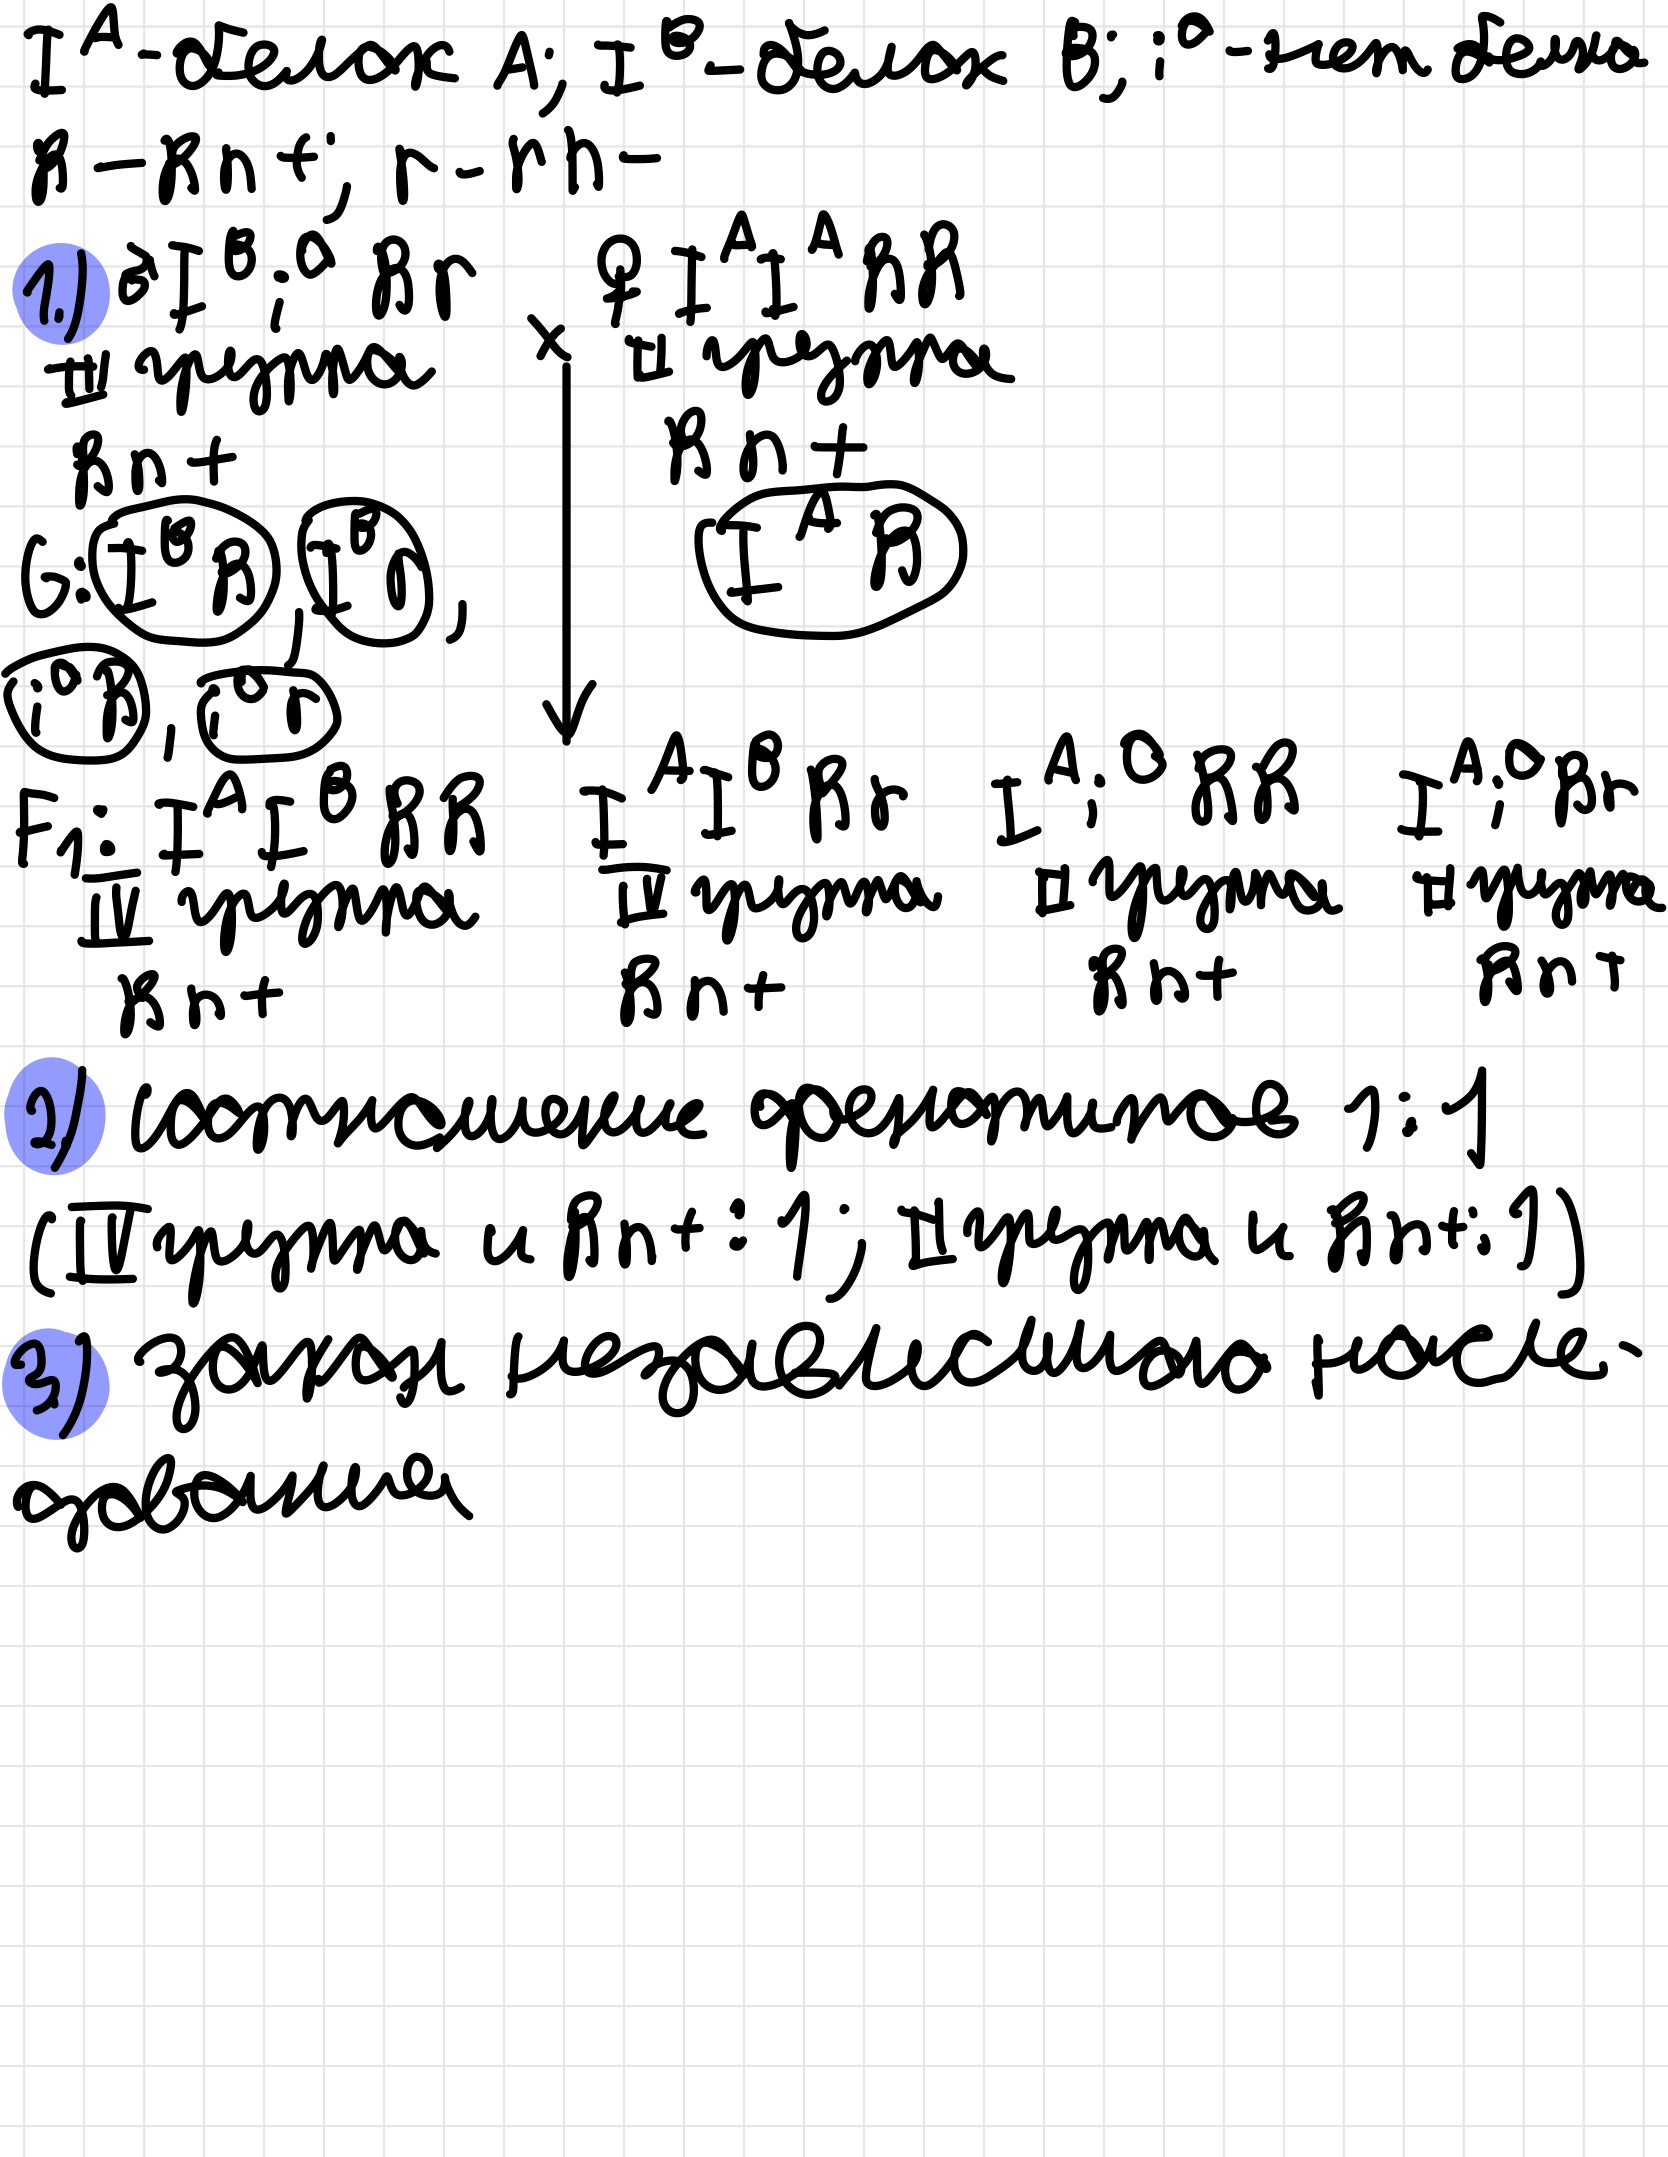 I^A - белок A; I^B - белок B; i^0 - нет белка
R - Rh+; r - rh-
1.) ♂ I^B i^0 Rr × ♀ I^A I^A RR
III группа II группа
Rh+ Rh+
G: I^B R, I^B r, I^A R
i^0 R, i^0 r
F1: I^A I^B RR I^A I^B Rr I^A i^0 RR I^A i^0 Rr
IV группа IV группа II группа II группа
Rh+ Rh+ Rh+ Rh+
2) соотношение фенотипов 1:1
(IV группа и Rh+ : 1; II группа и Rh+ : 1)
3) закон независимого насле-
дования